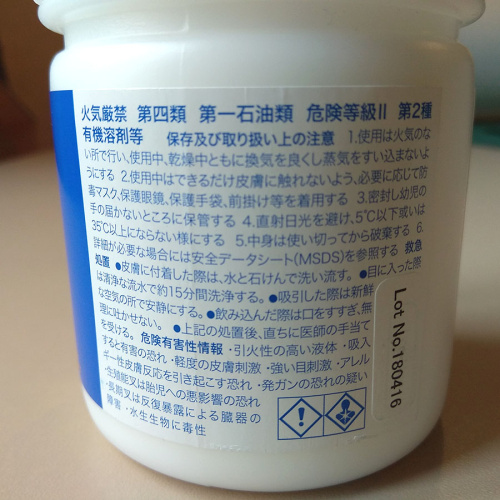 火気厳禁 第四類 第一石油類 危険等級II 第2種
有機溶剤等 保存及び取り扱い上の注意 1.使用は火気のな
い所で行い、使用中、乾燥中ともに換気を良くし蒸気をすい込まないよ
うにする 2.使用中はできるだけ皮膚に触れないよう、必要に応じて防
毒マスク、保護眼鏡、保護手袋、前掛け等を着用する 3.密封し幼児の
手の届かないところに保管する 4.直射日光を避け、5℃以下或いは
35℃以上にならない様にする 5.中身は使い切ってから破棄する 6.
詳細が必要な場合には安全データシート(MSDS)を参照する 救急
処置 ●皮膚に付着した際は、水と石けんで洗い流す。 ●目に入った際
は清浄な流水で約15分間洗浄する。 ●吸引した際は新鮮
な空気の所で安静にする。 ●飲み込んだ際は口をすすぎ、無
理に吐かせない。 ●上記の処置後、直ちに医師の手当て
を受ける。 危険有害性情報 ・引火性の高い液体 ・吸入
すると有害の恐れ ・軽度の皮膚刺激 ・強い目刺激 ・アレル
ギー性皮膚反応を引き起こす恐れ ・発ガンの恐れの疑い
・生殖能又は胎児への悪影響の恐れ
・長期又は反復暴露による臓器の
障害 ・水生生物に毒性
Lot No.180416